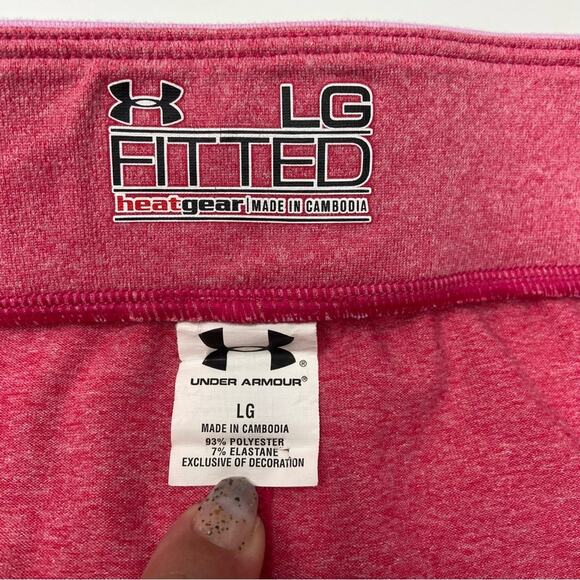 LG
FITTED
heatgear | MADE IN CAMBODIA
®
UNDER ARMOUR®
LG
MADE IN CAMBODIA
93% POLYESTER
7% ELASTANE
EXCLUSIVE OF DECORATION